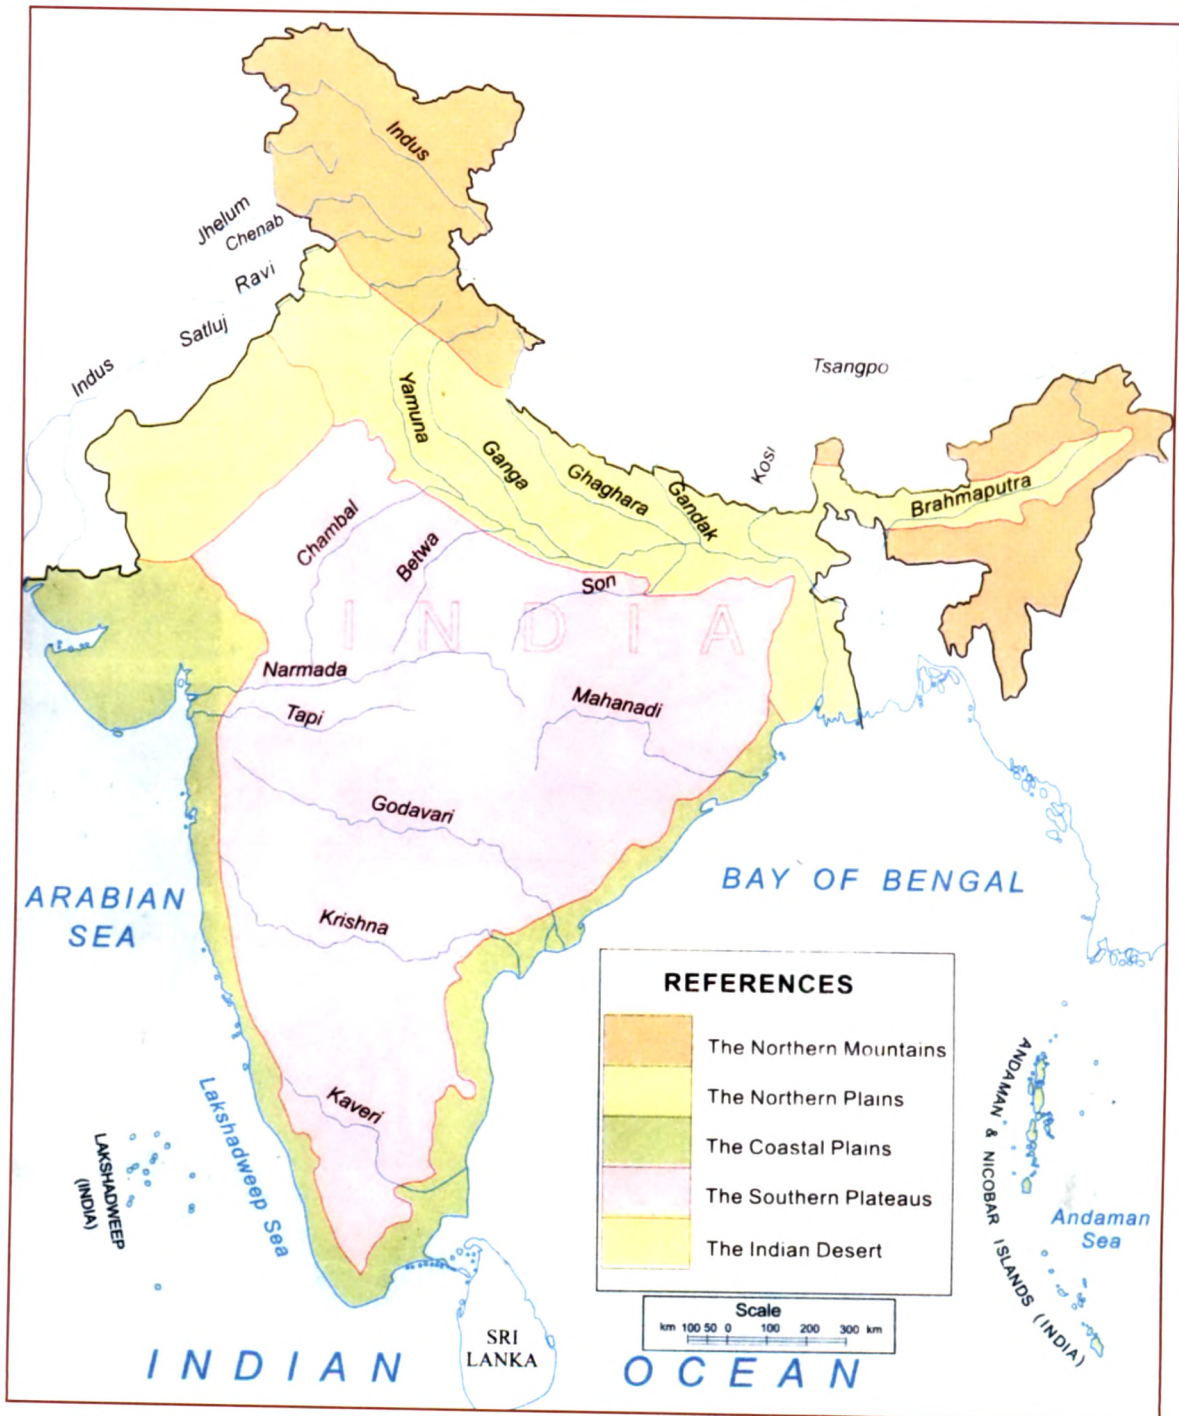 Indus
Jhelum
Chenab
Ravi
Satluj
Indus
Tsangpo
Yamuna
Ganga
Ghaghara
Gandak
Kosi
Brahmaputra
Chambal
Betwa
Son
INDIA
Narmada
Tapi
Mahanadi
Godavari
ARABIAN
SEA
BAY OF BENGAL
Krishna
Kaveri
Lakshadweep Sea
LAKSHADWEEP
(INDIA)
REFERENCES
The Northern Mountains
The Northern Plains
The Coastal Plains
The Southern Plateaus
The Indian Desert
Scale
km 100 50 0 100 200 300 km
ANDAMAN & NICOBAR ISLANDS (INDIA)
Andaman
Sea
SRI
LANKA
INDIAN OCEAN